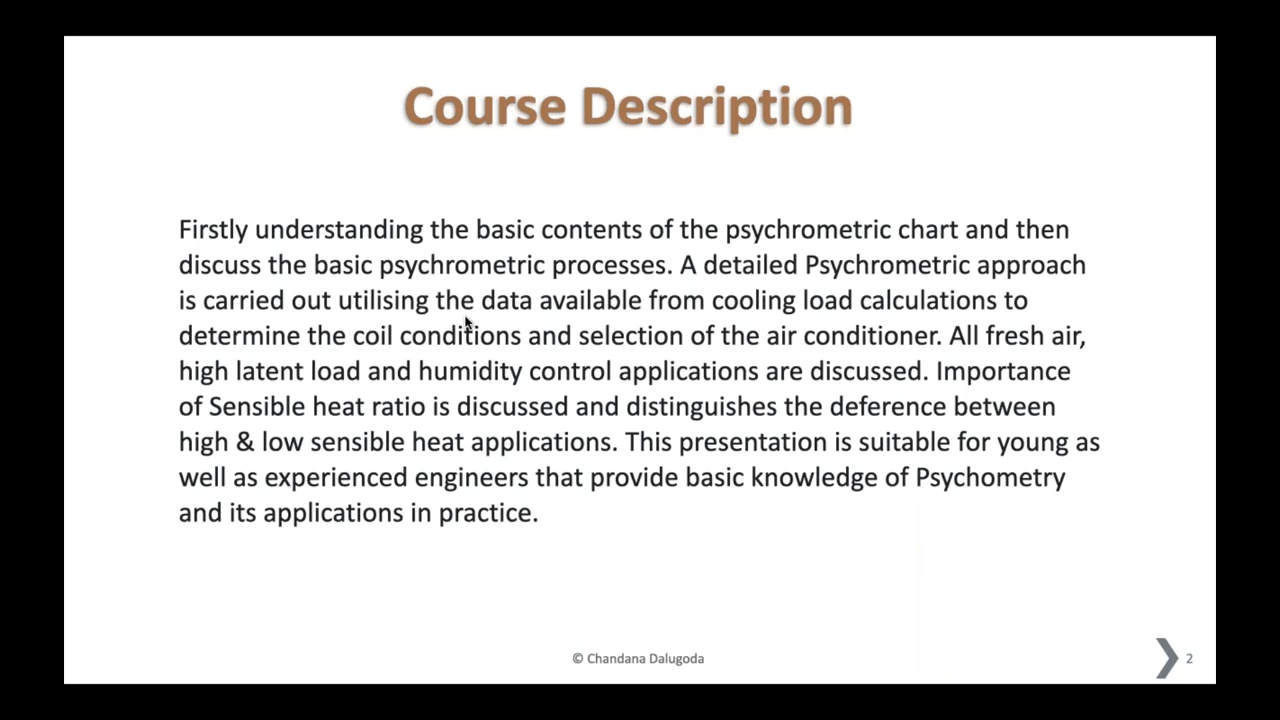 Course Description
Firstly understanding the basic contents of the psychrometric chart and then
discuss the basic psychrometric processes. A detailed Psychrometric approach
is carried out utilising the data available from cooling load calculations to
determine the coil conditions and selection of the air conditioner. All fresh air,
high latent load and humidity control applications are discussed. Importance
of Sensible heat ratio is discussed and distinguishes the deference between
high & low sensible heat applications. This presentation is suitable for young as
well as experienced engineers that provide basic knowledge of Psychometry
and its applications in practice.
© Chandana Dalugoda
2